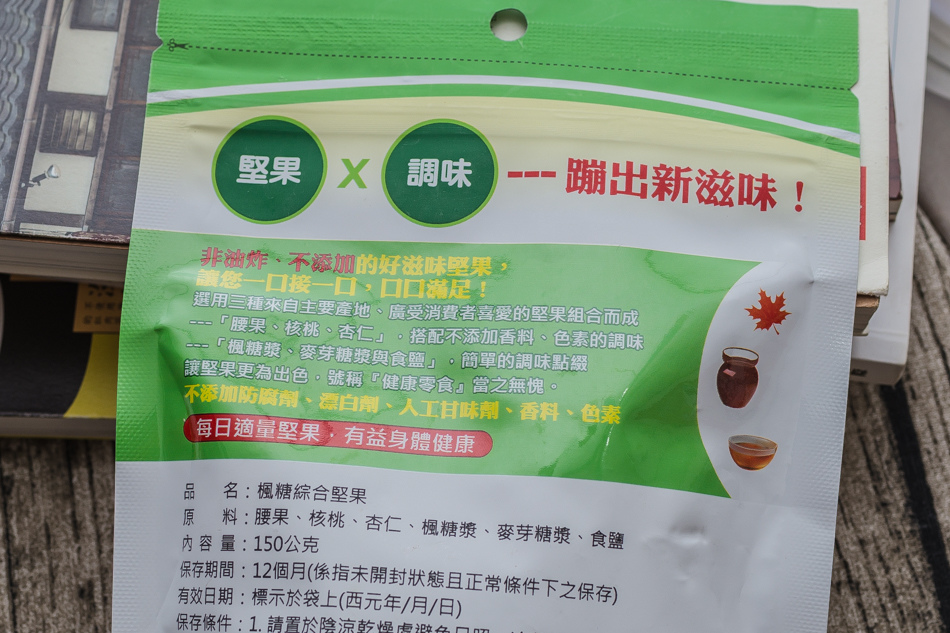 堅果 X 調味 --- 蹦出新滋味！
非油炸、不添加的好滋味堅果，
讓您一口接一口，口口滿足！
選用三種來自主要產地、廣受消費者喜愛的堅果組合而成
---「腰果、核桃、杏仁」，搭配不添加香料、色素的調味
---「楓糖漿、麥芽糖漿與食鹽」，簡單的調味點綴
讓堅果更為出色，號稱『健康零食』當之無愧。
不添加防腐劑、漂白劑、人工甘味劑、香料、色素
每日適量堅果，有益身體健康
品　　名：楓糖綜合堅果
原　　料：腰果、核桃、杏仁、楓糖漿、麥芽糖漿、食鹽
內 容 量：150公克
保存期間：12個月(係指未開封狀態且正常條件下之保存)
有效日期：標示於袋上(西元年/月/日)
保存條件：1. 請置於陰涼乾燥處避免日照